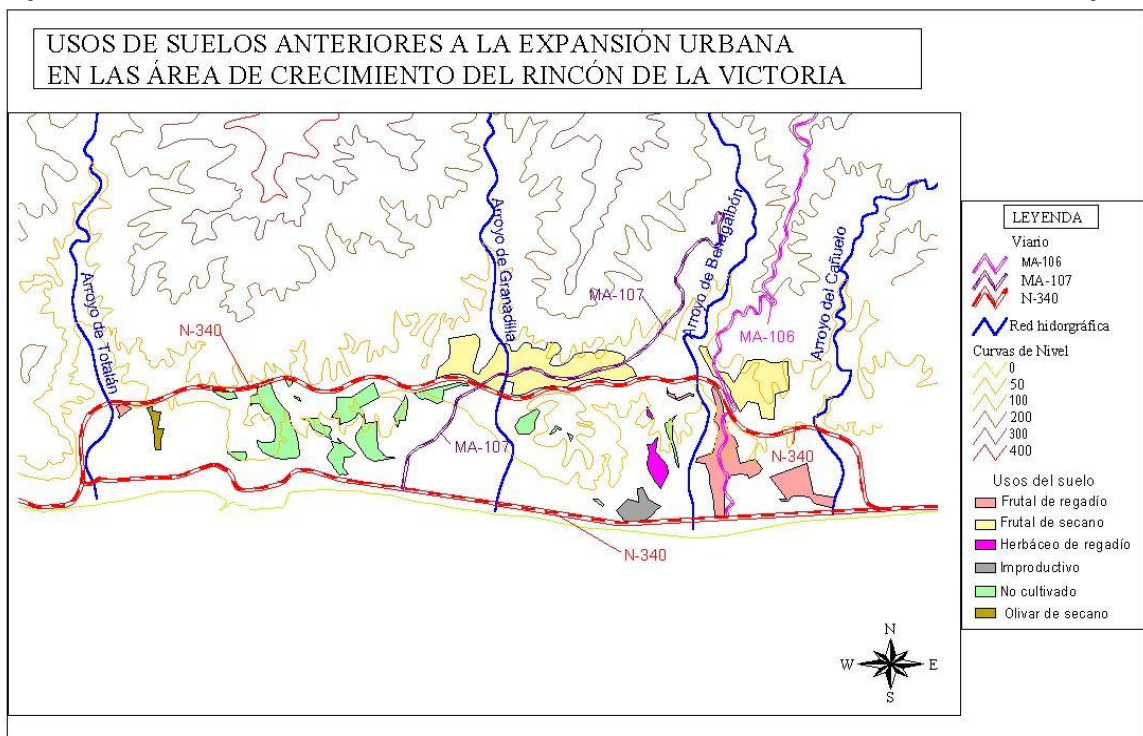 USOS DE SUELOS ANTERIORES A LA EXPANSIÓN URBANA
EN LAS ÁREA DE CRECIMIENTO DEL RINCÓN DE LA VICTORIA
Arroyo de Totalán
N-340
Arroyo de Granadilla
MA-107
MA-107
Arroyo de Benagalbón
MA-106
Arroyo del Cañuelo
N-340
N-340
N
W
E
S
LEYENDA
Viario
MA-106
MA-107
N-340
Red hidorgráfica
Curvas de Nivel
0
50
100
200
300
400
Usos del suelo
Frutal de regadío
Frutal de secano
Herbáceo de regadío
Improductivo
No cultivado
Olivar de secano